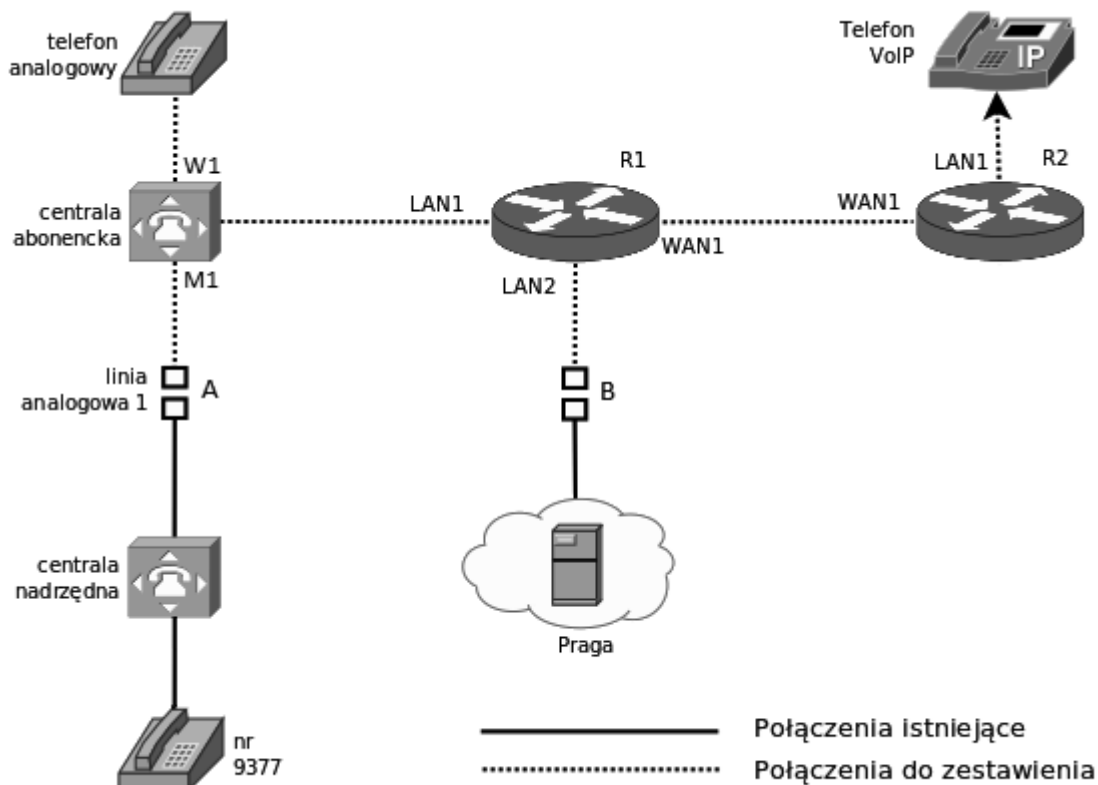 telefon
analogowy
Telefon
VoIP
IP
W1
R1
LAN1
R2
centrala
abonencka
LAN1
WAN1
WAN1
M1
LAN2
linia
analogowa 1
A
B
centrala
nadrzędna
Praga
nr
9377
Połączenia istniejące
Połączenia do zestawienia